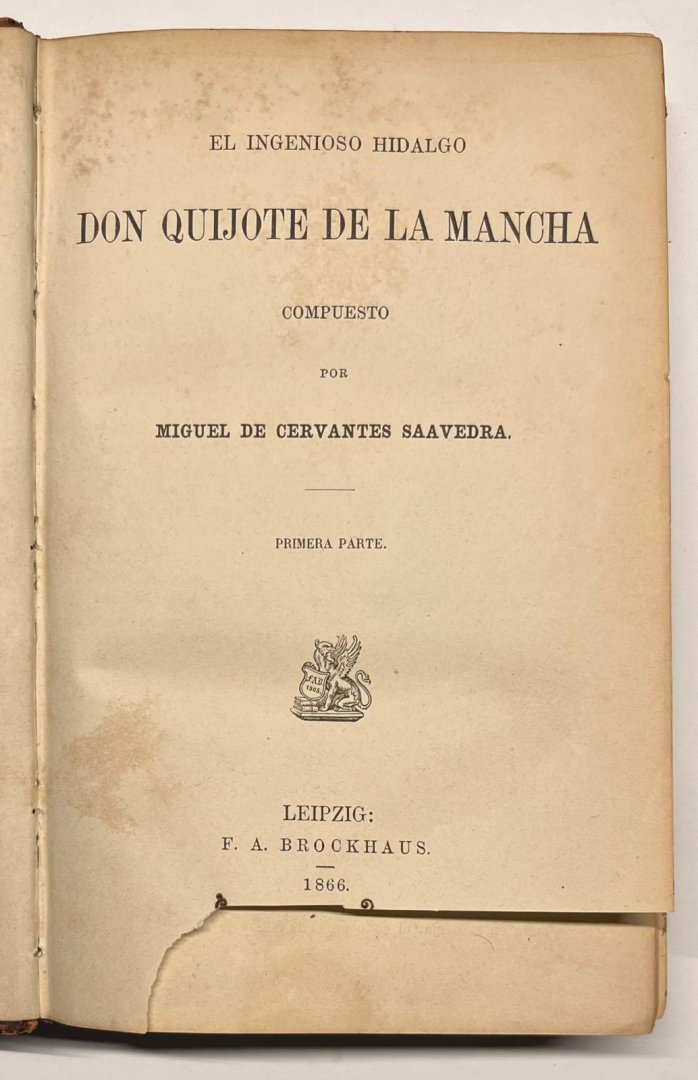 EL INGENIOSO HIDALGO
DON QUIJOTE DE LA MANCHA
COMPUESTO
POR
MIGUEL DE CERVANTES SAAVEDRA.
PRIMERA PARTE.
F.A.B.
1805.
LEIPZIG:
F. A. BROCKHAUS.
1866.